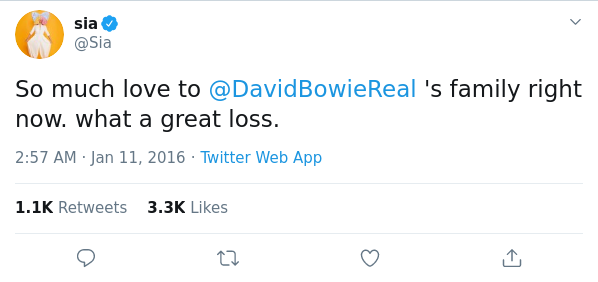 sia
@Sia
So much love to @DavidBowieReal 's family right
now. what a great loss.
2:57 AM · Jan 11, 2016 · Twitter Web App
1.1K Retweets 3.3K Likes